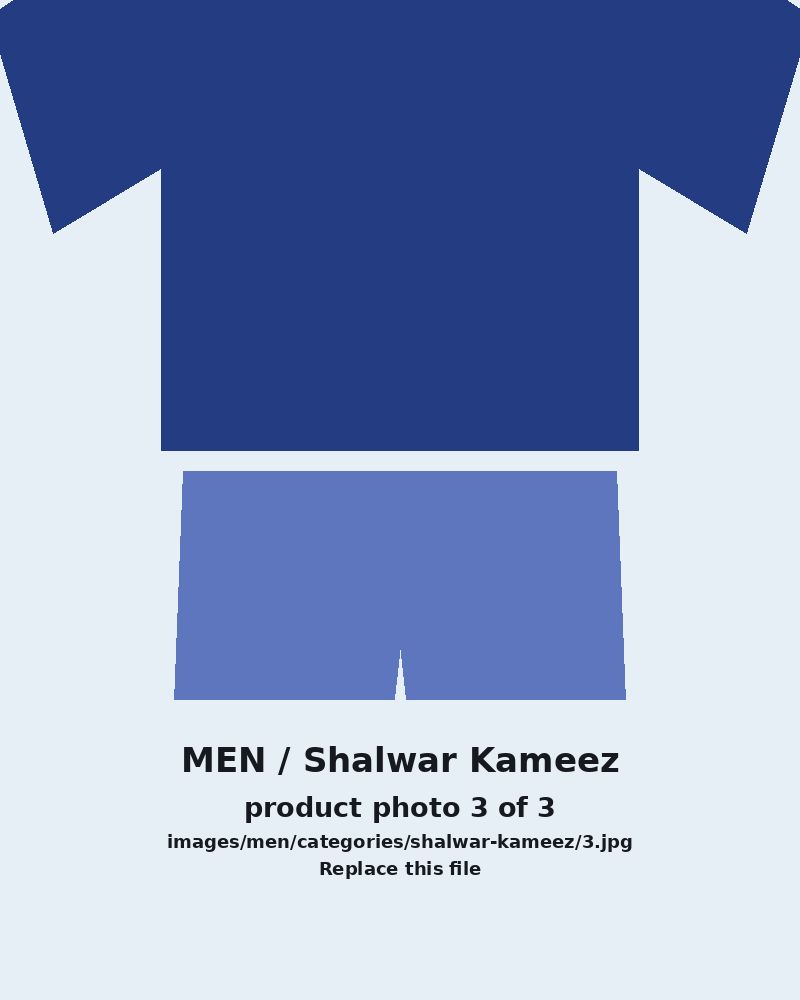 MEN / Shalwar Kameez
product photo 3 of 3
images/men/categories/shalwar-kameez/3.jpg
Replace this file